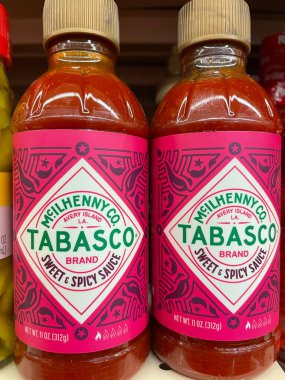 McILHENNY CO.
AVERY ISLAND
LA.
TABASCO®
BRAND
SWEET & SPICY SAUCE
NET WT. 11 OZ (312g)
McILHENNY CO.
AVERY ISLAND
LA.
TABASCO®
BRAND
SWEET & SPICY SAUCE
NET WT. 11 OZ. (312g)
OZ